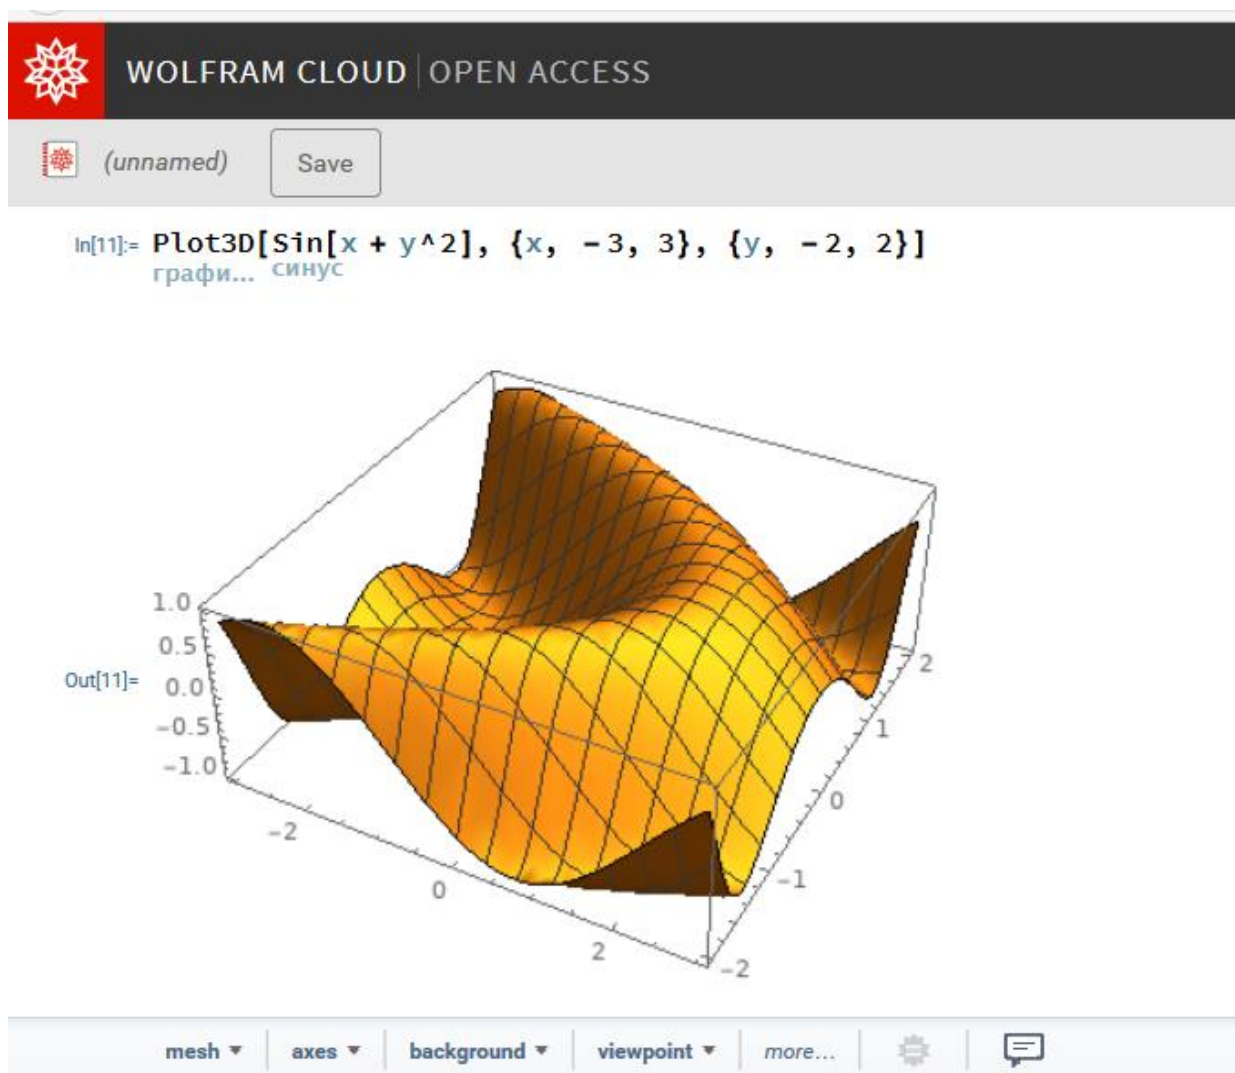 WOLFRAM CLOUD | OPEN ACCESS
(unnamed) Save
In[11]:= Plot3D[Sin[x + y^2], {x, -3, 3}, {y, -2, 2}]
графи... синус
1.0
0.5
Out[11]= 0.0
-0.5
-1.0
-2
0
2
-2
-1
0
1
2
mesh axes background viewpoint more...